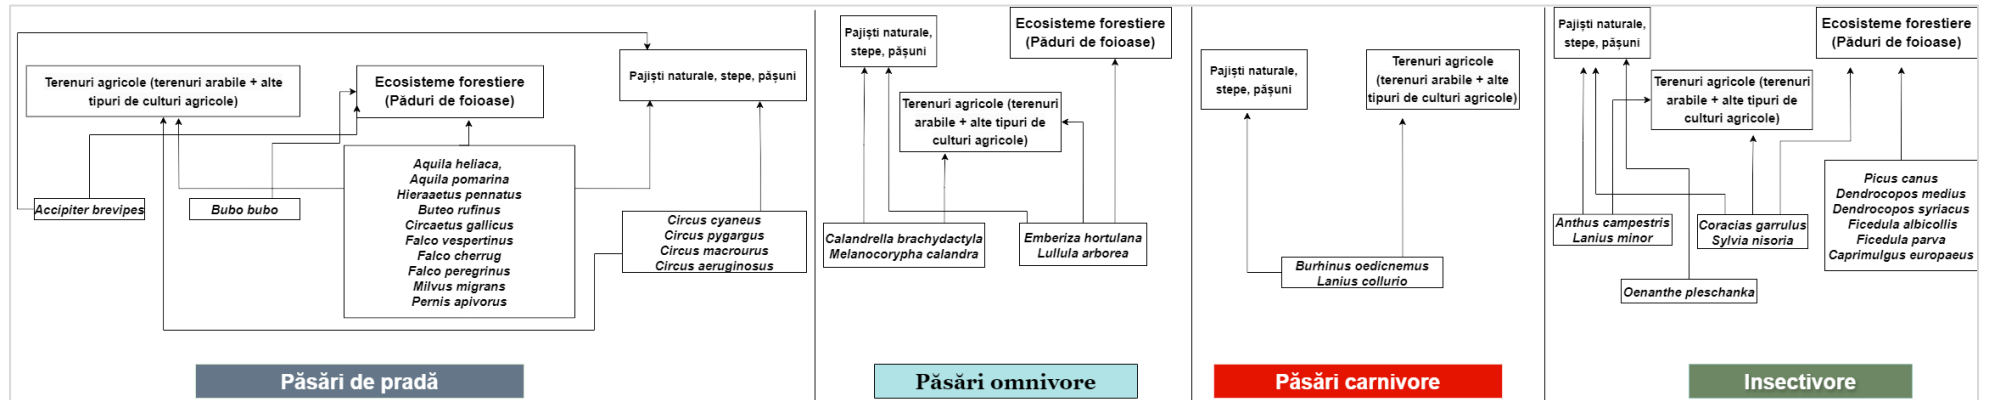 Terenuri agricole (terenuri arabile + alte
tipuri de culturi agricole)
Ecosisteme forestiere
(Păduri de foioase)
Pajiști naturale, stepe, pășuni
Accipiter brevipes
Bubo bubo
Aquila heliaca,
Aquila pomarina
Hieraaetus pennatus
Buteo rufinus
Circaetus gallicus
Falco vespertinus
Falco cherrug
Falco peregrinus
Milvus migrans
Pernis apivorus
Circus cyaneus
Circus pygargus
Circus macrourus
Circus aeruginosus
Păsări de pradă
Pajiști naturale,
stepe, pășuni
Ecosisteme forestiere
(Păduri de foioase)
Terenuri agricole (terenuri
arabile + alte tipuri de
culturi agricole)
Calandrella brachydactyla
Melanocorypha calandra
Emberiza hortulana
Lullula arborea
Păsări omnivore
Pajiști naturale,
stepe, pășuni
Terenuri agricole
(terenuri arabile + alte
tipuri de culturi agricole)
Burhinus oedicnemus
Lanius collurio
Păsări carnivore
Pajiști naturale,
stepe, pășuni
Ecosisteme forestiere
(Păduri de foioase)
Terenuri agricole (terenuri
arabile + alte tipuri de
culturi agricole)
Anthus campestris
Lanius minor
Coracias garrulus
Sylvia nisoria
Picus canus
Dendrocopos medius
Dendrocopos syriacus
Ficedula albicollis
Ficedula parva
Caprimulgus europaeus
Oenanthe pleschanka
Insectivore